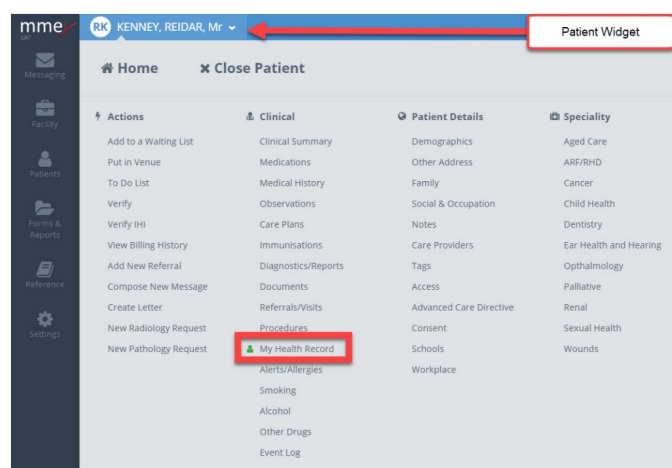 mmex
UAT
RK KENNEY, REIDAR, Mr
Patient Widget
Messaging
Facility
Patients
Forms &
Reports
Reference
Settings
Home
Close Patient
Actions
Add to a Waiting List
Put in Venue
To Do List
Verify
Verify IHI
View Billing History
Add New Referral
Compose New Message
Create Letter
New Radiology Request
New Pathology Request
Clinical
Clinical Summary
Medications
Medical History
Observations
Care Plans
Immunisations
Diagnostics/Reports
Documents
Referrals/Visits
Procedures
My Health Record
Alerts/Allergies
Smoking
Alcohol
Other Drugs
Event Log
Patient Details
Demographics
Other Address
Family
Social & Occupation
Notes
Care Providers
Tags
Access
Advanced Care Directive
Consent
Schools
Workplace
Speciality
Aged Care
ARF/RHD
Cancer
Child Health
Dentistry
Ear Health and Hearing
Opthalmology
Palliative
Renal
Sexual Health
Wounds